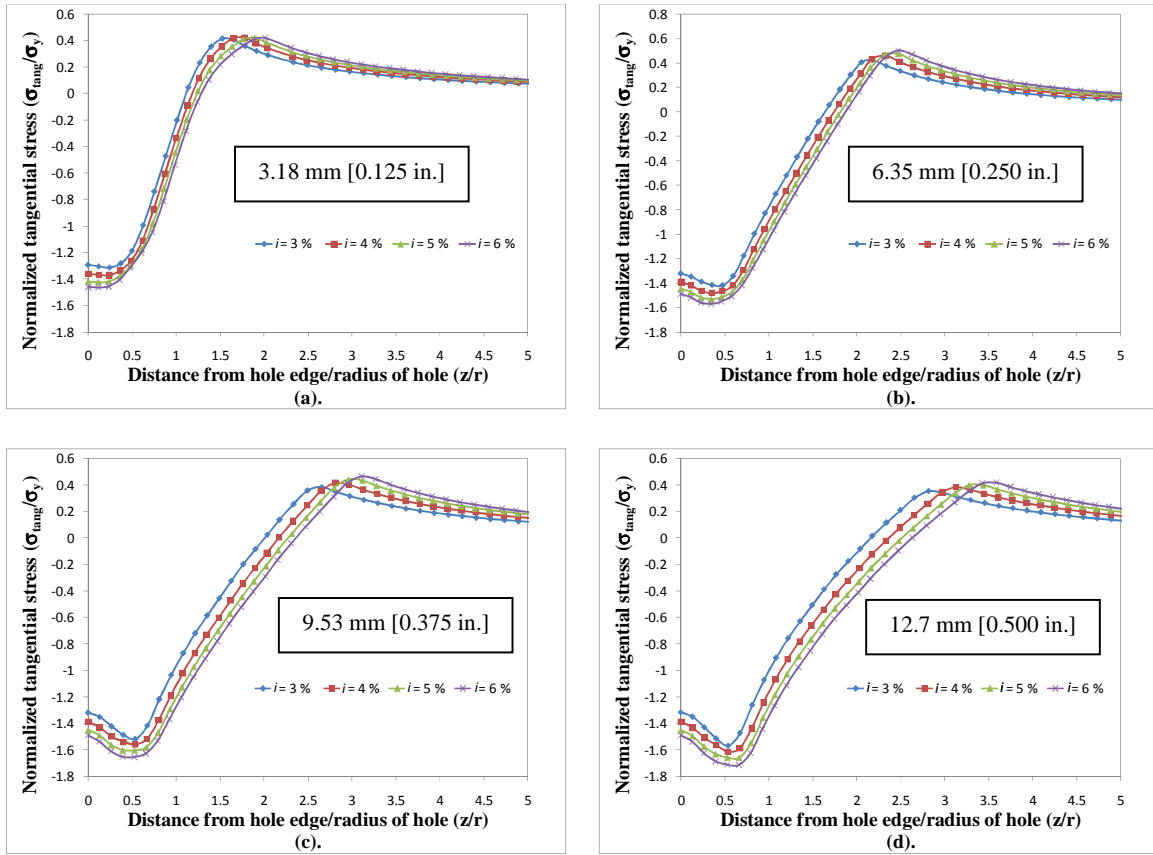 Normalized tangential stress (σtang/σy)
0.6
0.4
0.2
0
-0.2
-0.4
-0.6
-0.8
-1
-1.2
-1.4
-1.6
-1.8
3.18 mm [0.125 in.]
i = 3 % i = 4 % i = 5 % i = 6 %
0 0.5 1 1.5 2 2.5 3 3.5 4 4.5 5
Distance from hole edge/radius of hole (z/r)
(a).
Normalized tangential stress (σtang/σy)
0.8
0.6
0.4
0.2
0
-0.2
-0.4
-0.6
-0.8
-1
-1.2
-1.4
-1.6
-1.8
6.35 mm [0.250 in.]
i = 3 % i = 4 % i = 5 % i = 6 %
0 0.5 1 1.5 2 2.5 3 3.5 4 4.5 5
Distance from hole edge/radius of hole (z/r)
(b).
Normalized tangential stress (σtang/σy)
0.6
0.4
0.2
0
-0.2
-0.4
-0.6
-0.8
-1
-1.2
-1.4
-1.6
-1.8
9.53 mm [0.375 in.]
i = 3 % i = 4 % i = 5 % i = 6 %
0 0.5 1 1.5 2 2.5 3 3.5 4 4.5 5
Distance from hole edge/radius of hole (z/r)
(c).
Normalized tangential stress (σtang/σy)
0.6
0.4
0.2
0
-0.2
-0.4
-0.6
-0.8
-1
-1.2
-1.4
-1.6
-1.8
12.7 mm [0.500 in.]
i = 3 % i = 4 % i = 5 % i = 6 %
0 0.5 1 1.5 2 2.5 3 3.5 4 4.5 5
Distance from hole edge/radius of hole (z/r)
(d).